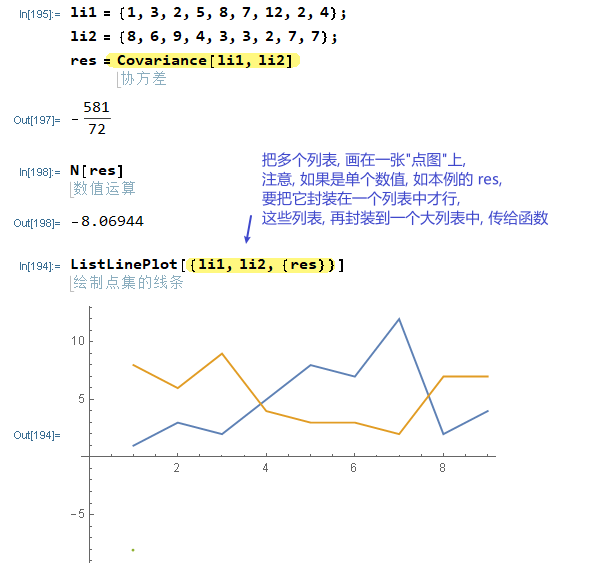 In[195]:= li1 = {1, 3, 2, 5, 8, 7, 12, 2, 4};
li2 = {8, 6, 9, 4, 3, 3, 2, 7, 7};
res = Covariance[li1, li2]
协方差
Out[197]= - 581/72
In[198]:= N[res]
数值运算
Out[198]= -8.06944
把多个列表, 画在一张"点图"上,
注意, 如果是单个数值, 如本例的 res,
要把它封装在一个列表中才行,
这些列表, 再封装到一个大列表中, 传给函数
In[194]:= ListLinePlot[{li1, li2, {res}}]
绘制点集的线条
10
5
Out[194]=
2 4 6 8
-5